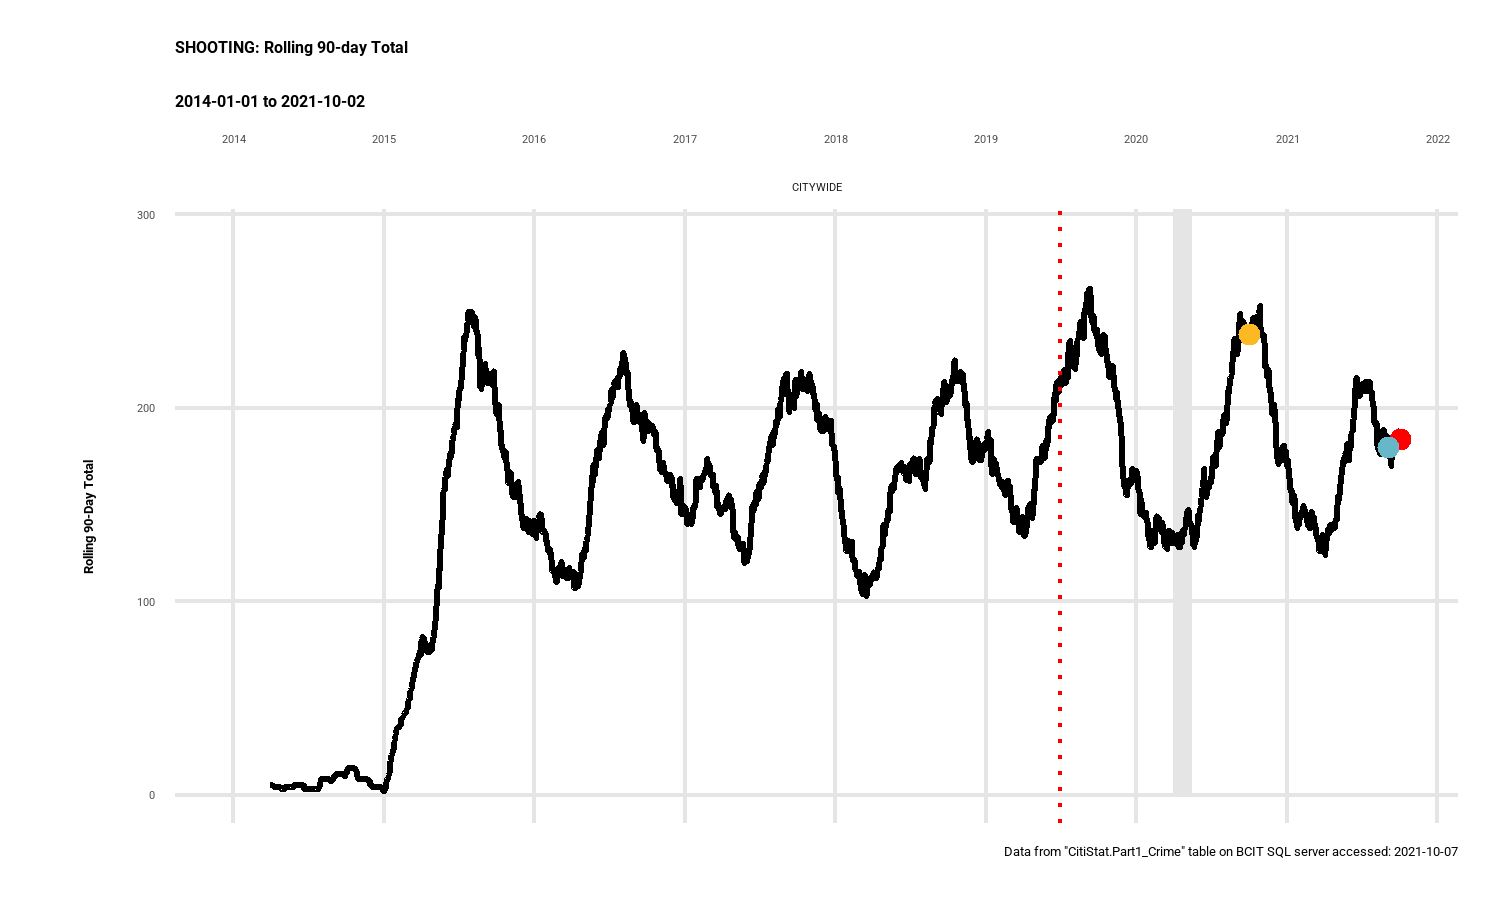 SHOOTING: Rolling 90-day Total
2014-01-01 to 2021-10-02
2014 2015 2016 2017 2018 2019 2020 2021 2022
CITYWIDE
300
200
100
0
Rolling 90-Day Total
Data from "CitiStat.Part1_Crime" table on BCIT SQL server accessed: 2021-10-07